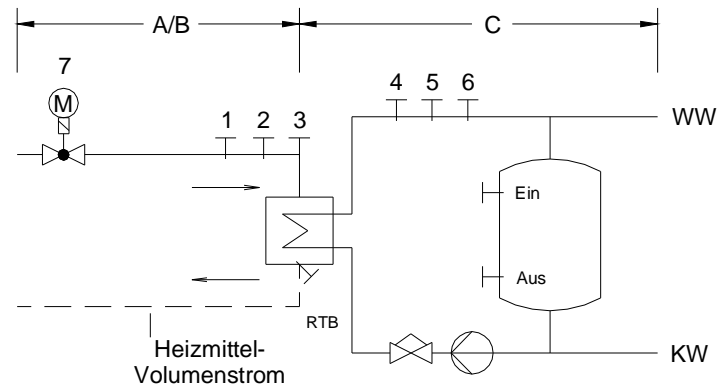 A/B
C
7
M
1
2
3
4
5
6
WW
Ein
Aus
RTB
KW
Heizmittel-
Volumenstrom